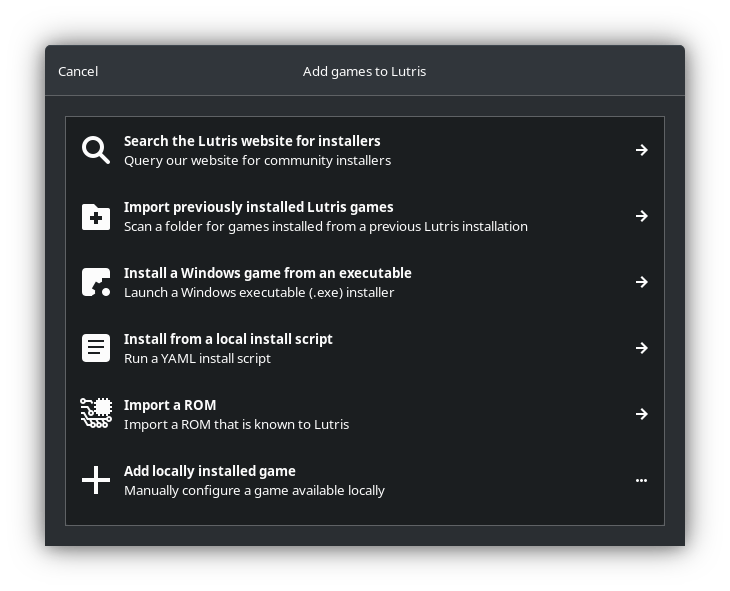 Cancel
Add games to Lutris
Search the Lutris website for installers
Query our website for community installers
Import previously installed Lutris games
Scan a folder for games installed from a previous Lutris installation
Install a Windows game from an executable
Launch a Windows executable (.exe) installer
Install from a local install script
Run a YAML install script
Import a ROM
Import a ROM that is known to Lutris
Add locally installed game
Manually configure a game available locally